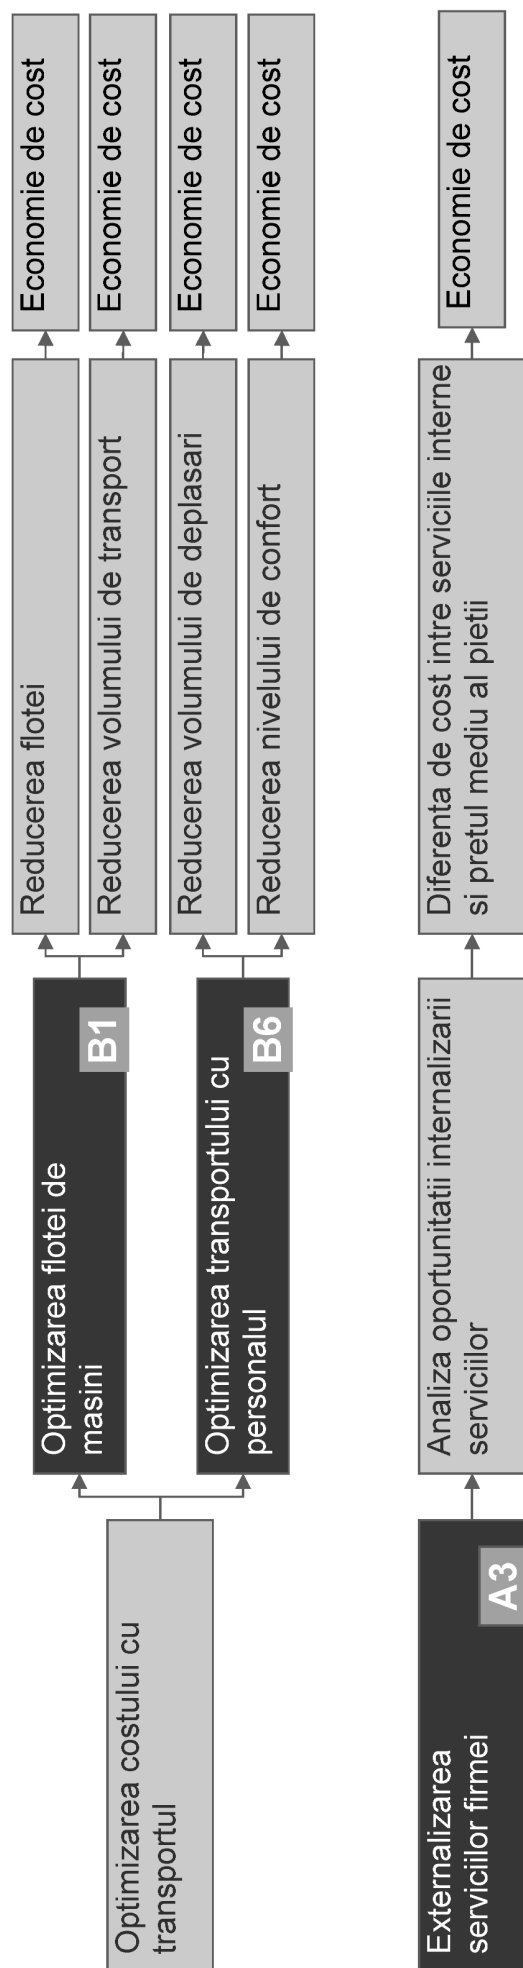 Optimizarea costului cu
transportul
Optimizarea flotei de
masini
B1
Reducerea flotei
Economie de cost
Reducerea volumului de transport
Economie de cost
Optimizarea transportului cu
personalul
B6
Reducerea volumului de deplasari
Economie de cost
Reducerea nivelului de confort
Economie de cost
Externalizarea
serviciilor firmei
A3
Analiza oportunitatii internalizarii
serviciilor
Diferenta de cost intre serviciile interne
si pretul mediu al pietii
Economie de cost